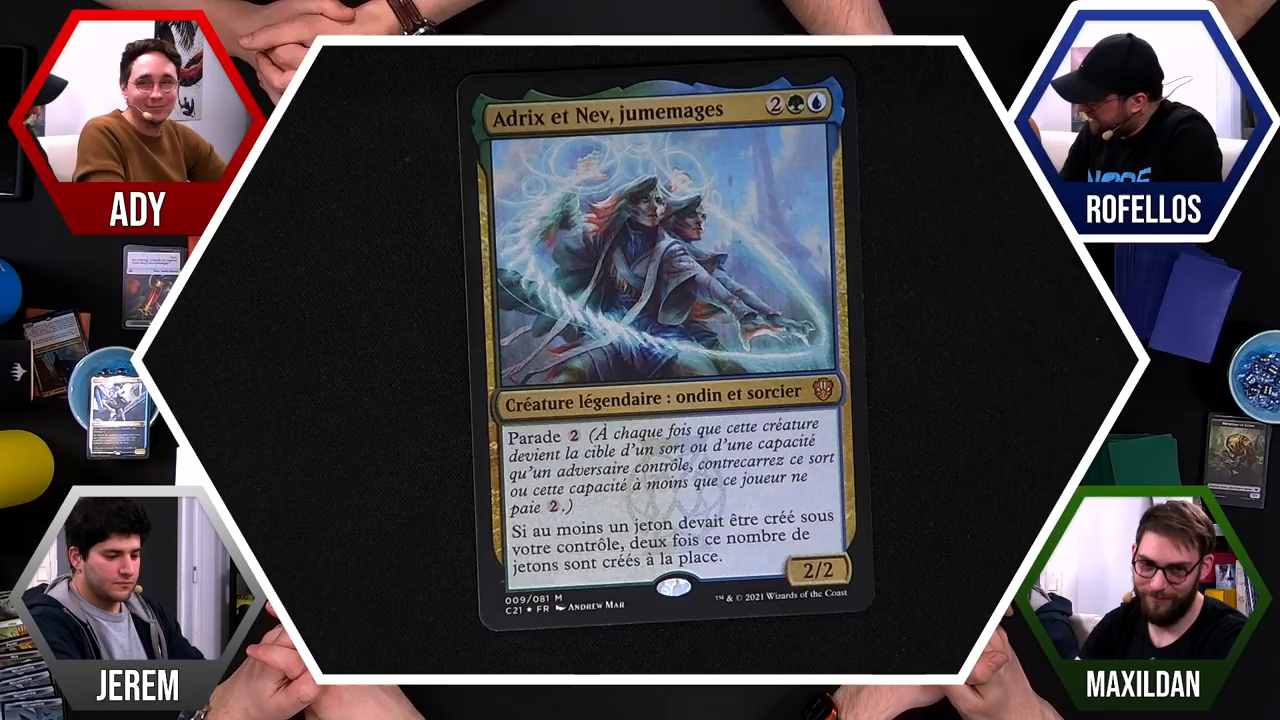 Adrix et Nev, jumemages 2
Créature légendaire : ondin et sorcier
Parade 2 (À chaque fois que cette créature
devient la cible d'un sort ou d'une capacité
qu'un adversaire contrôle, contrecarrez ce sort
ou cette capacité à moins que ce joueur ne
paie 2.)
Si au moins un jeton devait être créé sous
votre contrôle, deux fois ce nombre de
jetons sont créés à la place.
2/2
009/081 M
C21 ★ FR Andrew Mar
™ & © 2021 Wizards of the Coast
ADY
ROFELLOS
JEREM
MAXILDAN